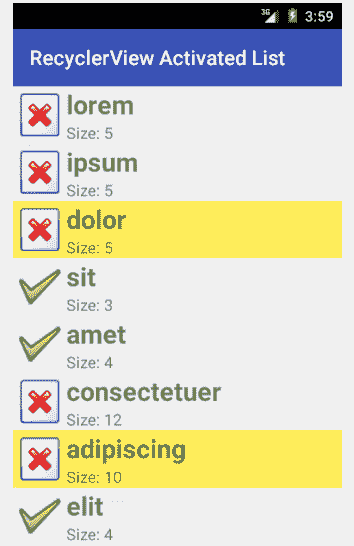 3G 3:59
RecyclerView Activated List
lorem
Size: 5
ipsum
Size: 5
dolor
Size: 5
sit
Size: 3
amet
Size: 4
consectetuer
Size: 12
adipiscing
Size: 10
elit
Size: 4